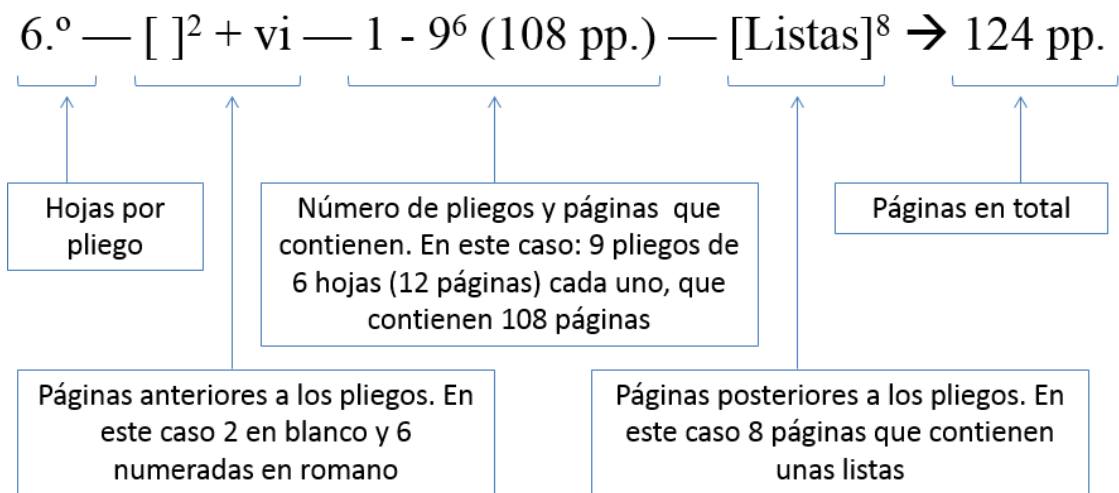 6.º — [ ]² + vi — 1 - 9⁶ (108 pp.) — [Listas]⁸ → 124 pp.
Hojas por
pliego
Número de pliegos y páginas que
contienen. En este caso: 9 pliegos de
6 hojas (12 páginas) cada uno, que
contienen 108 páginas
Páginas en total
Páginas anteriores a los pliegos. En
este caso 2 en blanco y 6
numeradas en romano
Páginas posteriores a los pliegos. En
este caso 8 páginas que contienen
unas listas